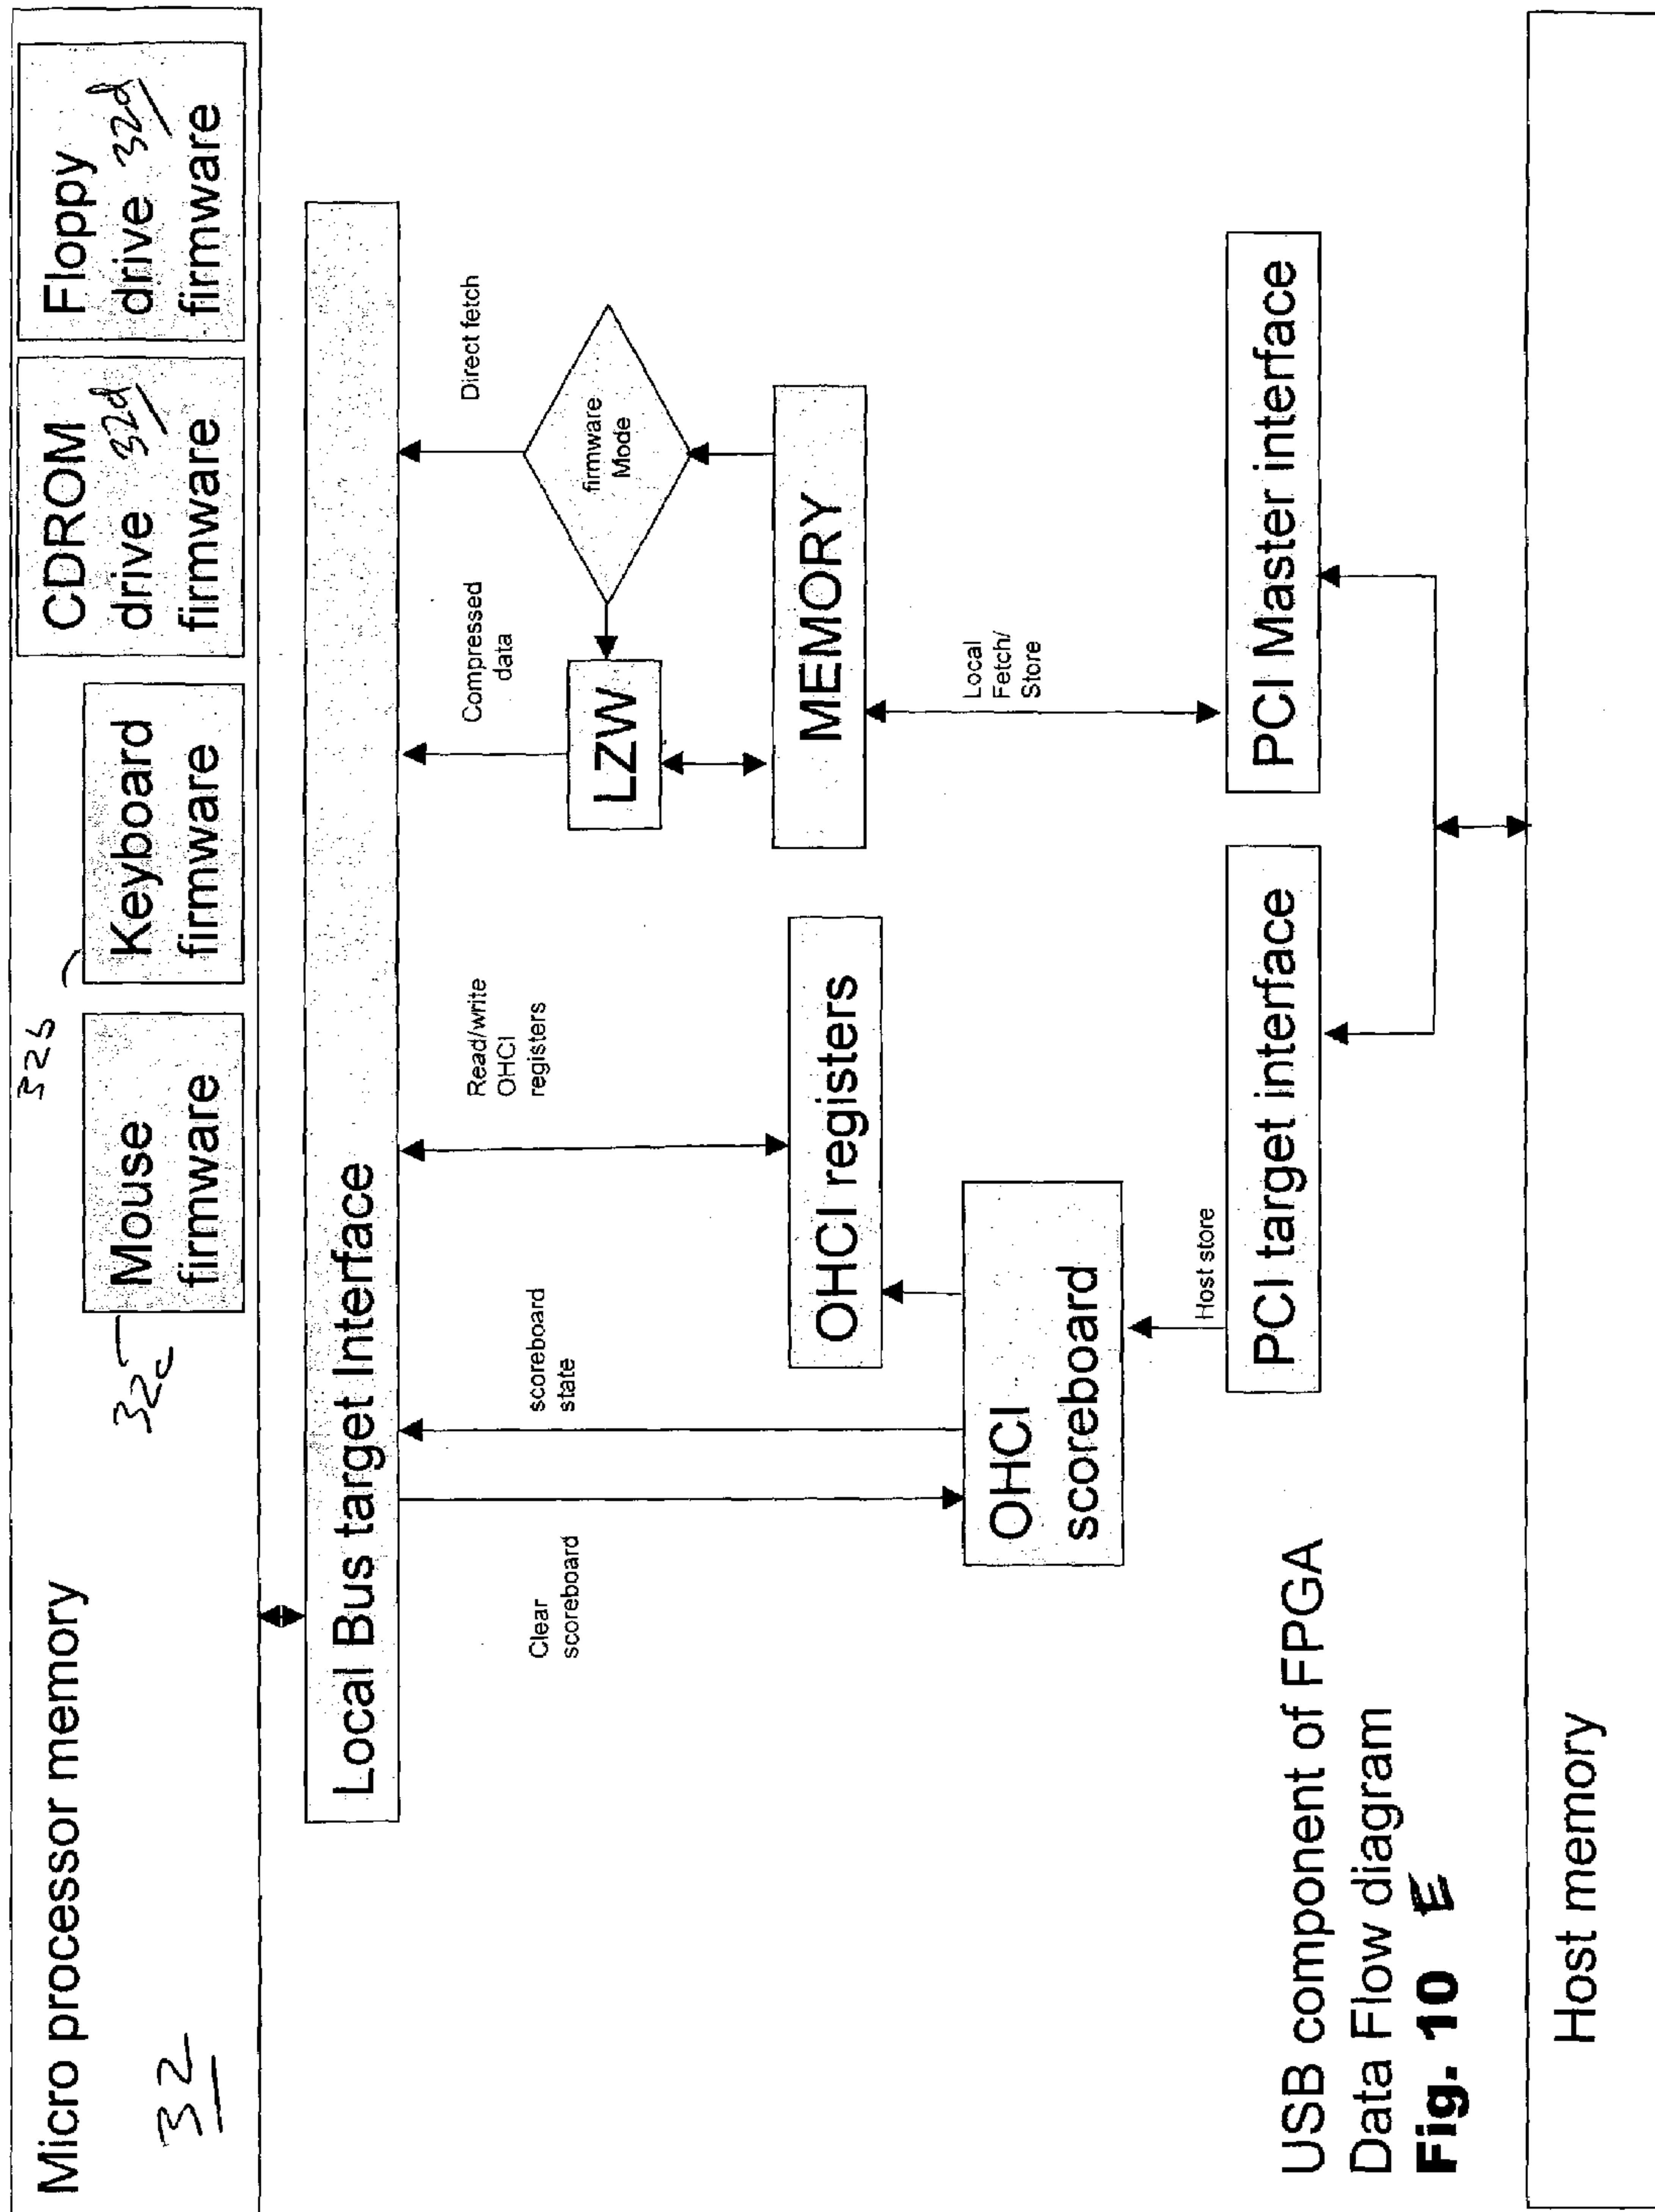 Micro processor memory
32
32c
Mouse
firmware
32b
Keyboard
firmware
CDROM
drive 32d
firmware
Floppy
drive 32d
firmware
Local Bus target Interface
Clear
scoreboard
scoreboard
state
Read/write
OHCI
registers
Compressed
data
Direct fetch
LZW
firmware
Mode
OHCI registers
MEMORY
OHCI
scoreboard
Local
Fetch/
Store
Host store
PCI target interface
PCI Master interface
USB component of FPGA
Data Flow diagram
Fig. 10 E
Host memory